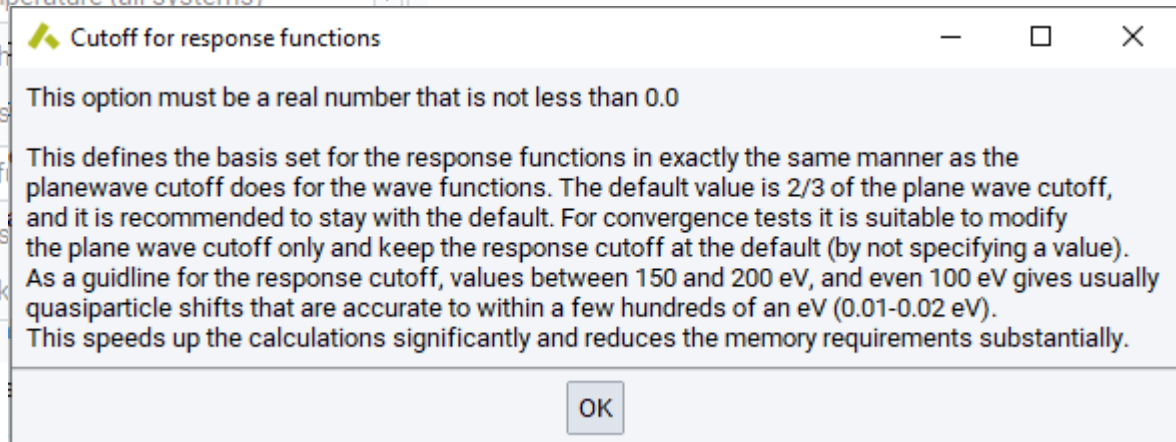 perature (all systems)
Cutoff for response functions
This option must be a real number that is not less than 0.0
This defines the basis set for the response functions in exactly the same manner as the
planewave cutoff does for the wave functions. The default value is 2/3 of the plane wave cutoff,
and it is recommended to stay with the default. For convergence tests it is suitable to modify
the plane wave cutoff only and keep the response cutoff at the default (by not specifying a value).
As a guidline for the response cutoff, values between 150 and 200 eV, and even 100 eV gives usually
quasiparticle shifts that are accurate to within a few hundreds of an eV (0.01-0.02 eV).
This speeds up the calculations significantly and reduces the memory requirements substantially.
OK